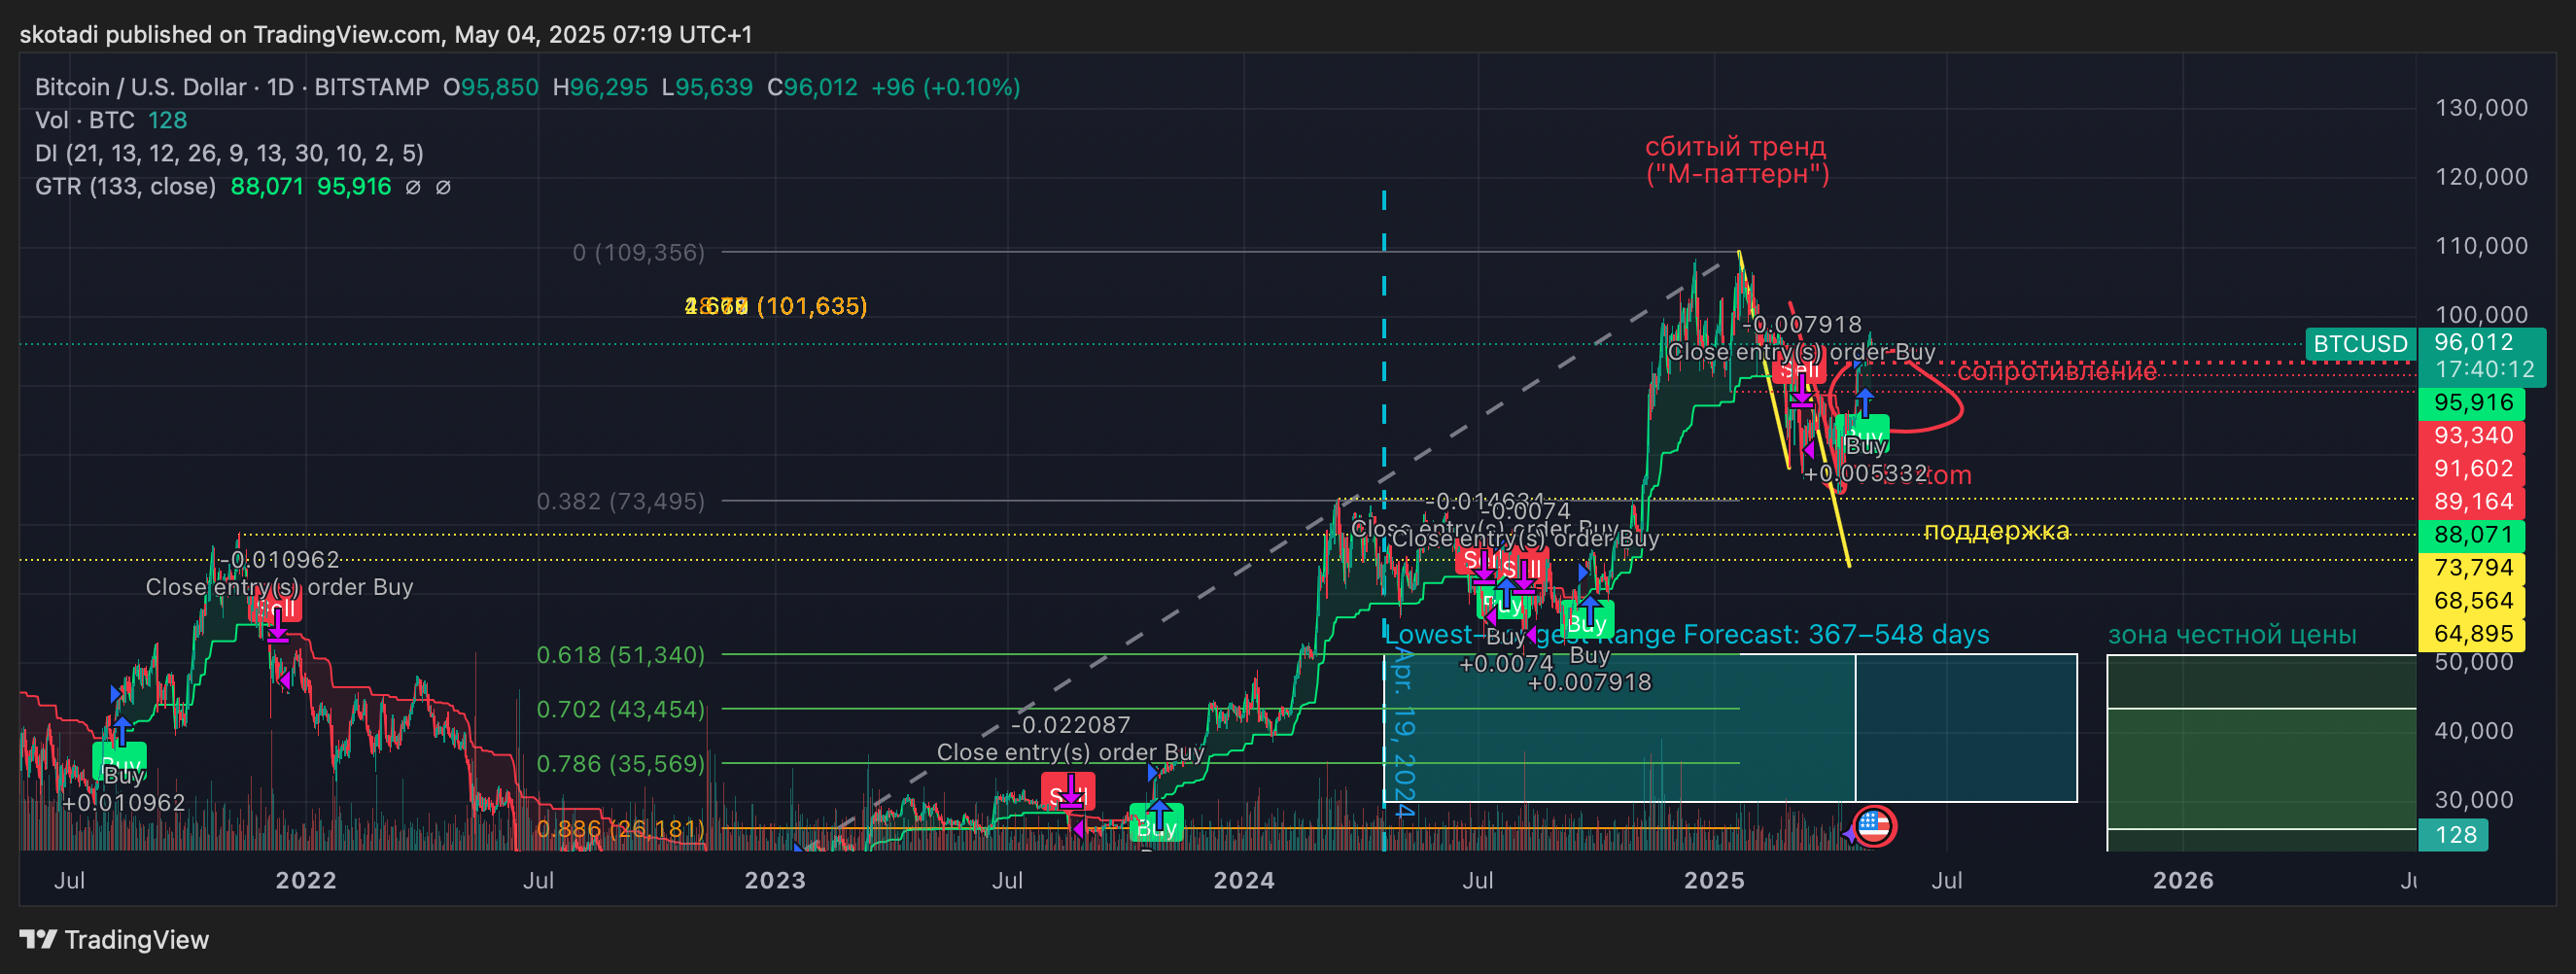 skotadi published on TradingView.com, May 04, 2025 07:19 UTC+1
Bitcoin / U.S. Dollar · 1D · BITSTAMP O95,850 H96,295 L95,639 C96,012 +96 (+0.10%)
Vol · BTC 128
DI (21, 13, 12, 26, 9, 13, 30, 10, 2, 5)
GTR (133, close) 88,071 95,916 ∅ ∅
сбитый тренд
("М-паттерн")
0 (109,356)
(101,635)
-0.007918
Close entry(s) order Buy
Sell
сопротивление
Buy
Buy
+0.005332
0.382 (73,495)
-0.014634
-0.0074
Close entry(s) order Buy
Close entry(s) order Buy
поддержка
-0.010962
Close entry(s) order Buy
Sell
Sell
Sell
Buy
Buy
Buy
Buy
+0.0074
+0.007918
Range Forecast: 367–548 days
Apr. 19, 2024
зона честной цены
0.618 (51,340)
0.702 (43,454)
0.786 (35,569)
0.886 (26,181)
-0.022087
Close entry(s) order Buy
Sell
Buy
Buy
Buy
+0.010962
130,000
120,000
110,000
100,000
BTCUSD
96,012
17:40:12
95,916
93,340
91,602
89,164
88,071
73,794
68,564
64,895
50,000
40,000
30,000
128
Jul
2022
Jul
2023
Jul
2024
Jul
2025
Jul
2026
TradingView